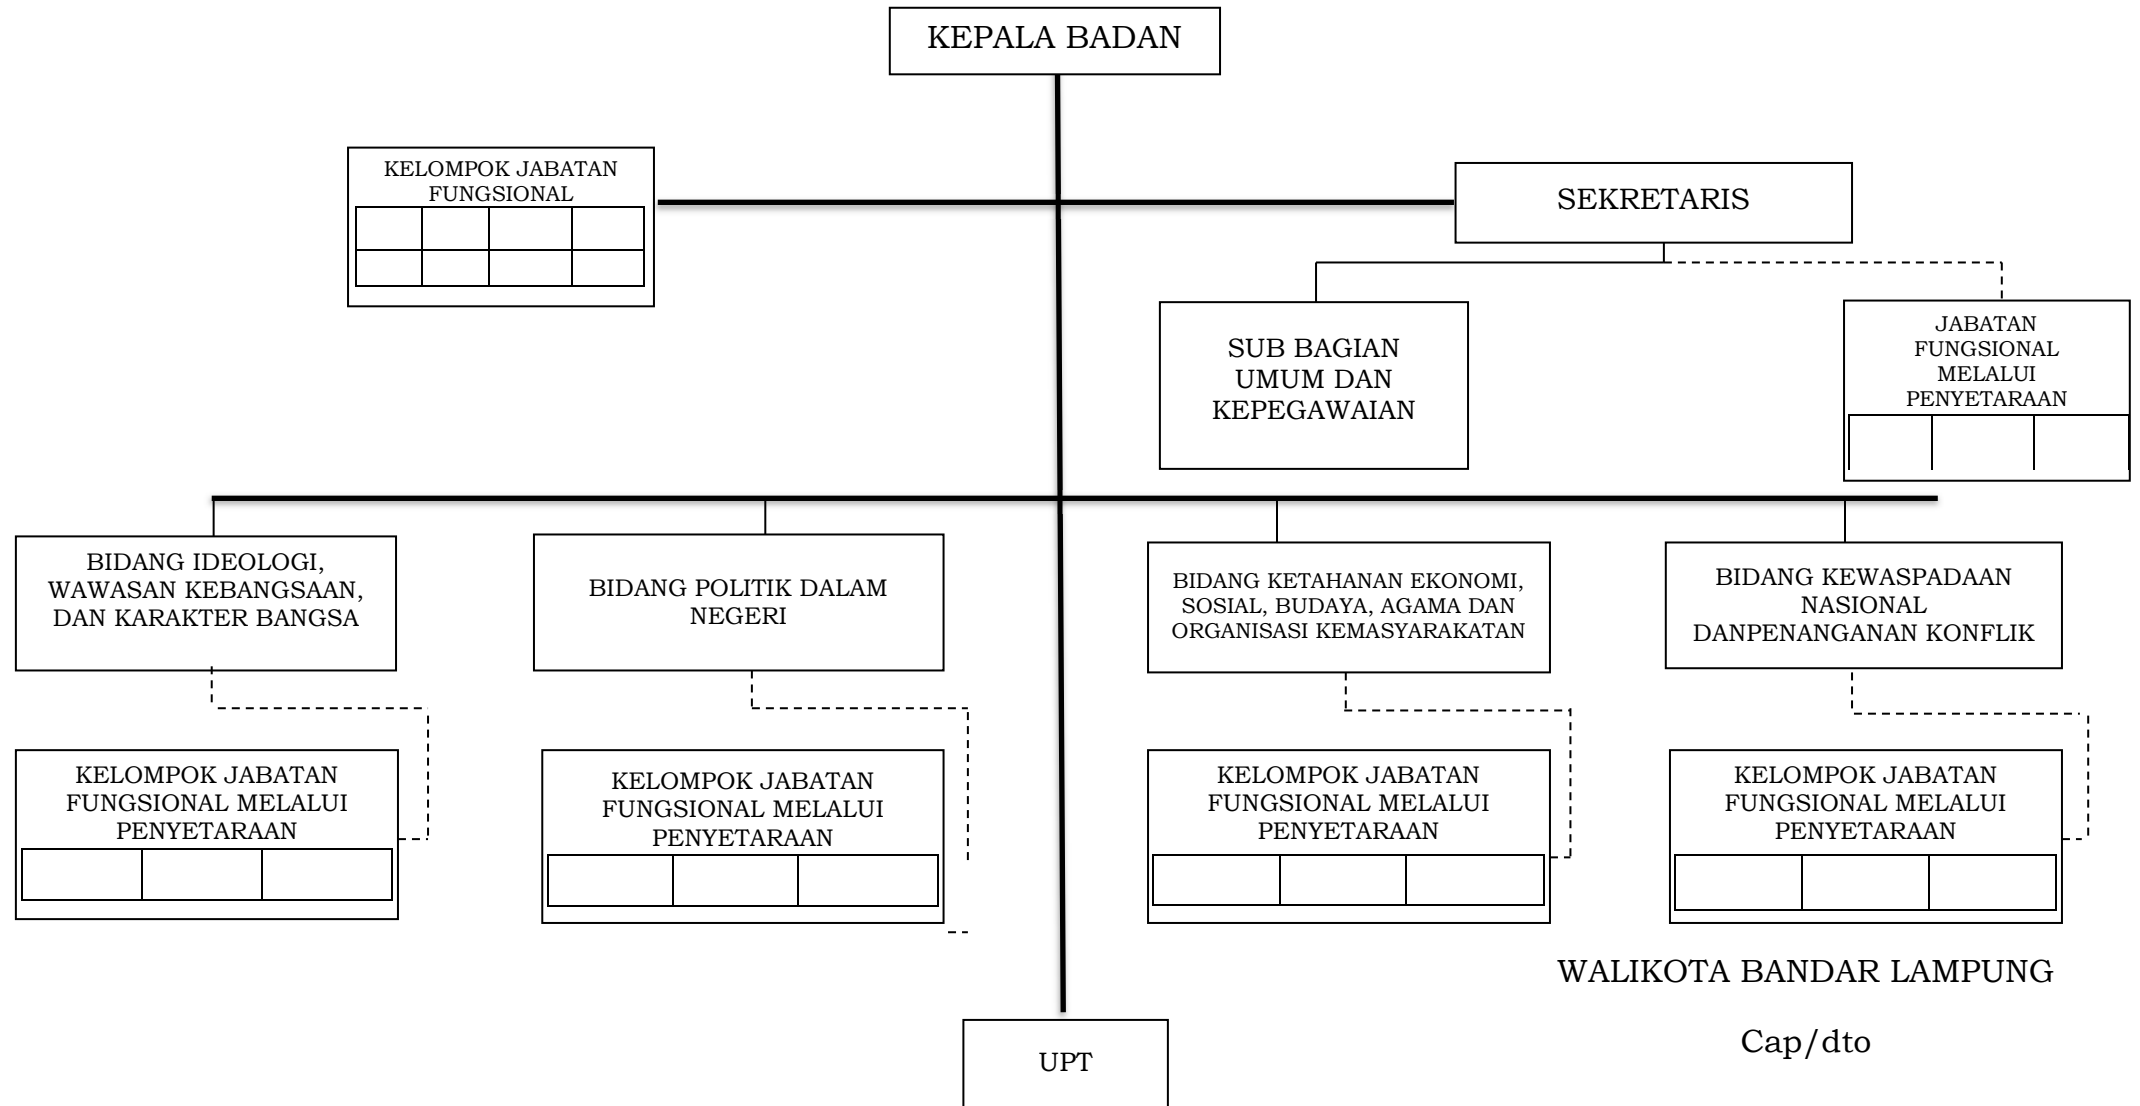 KEPALA BADAN
KELOMPOK JABATAN
FUNGSIONAL
SEKRETARIS
SUB BAGIAN
UMUM DAN
KEPEGAWAIAN
JABATAN
FUNGSIONAL
MELALUI
PENYETARAAN
BIDANG IDEOLOGI,
WAWASAN KEBANGSAAN,
DAN KARAKTER BANGSA
BIDANG POLITIK DALAM
NEGERI
BIDANG KETAHANAN EKONOMI,
SOSIAL, BUDAYA, AGAMA DAN
ORGANISASI KEMASYARAKATAN
BIDANG KEWASPADAAN
NASIONAL
DANPENANGANAN KONFLIK
KELOMPOK JABATAN
FUNGSIONAL MELALUI
PENYETARAAN
KELOMPOK JABATAN
FUNGSIONAL MELALUI
PENYETARAAN
KELOMPOK JABATAN
FUNGSIONAL MELALUI
PENYETARAAN
KELOMPOK JABATAN
FUNGSIONAL MELALUI
PENYETARAAN
WALIKOTA BANDAR LAMPUNG
Cap/dto
UPT